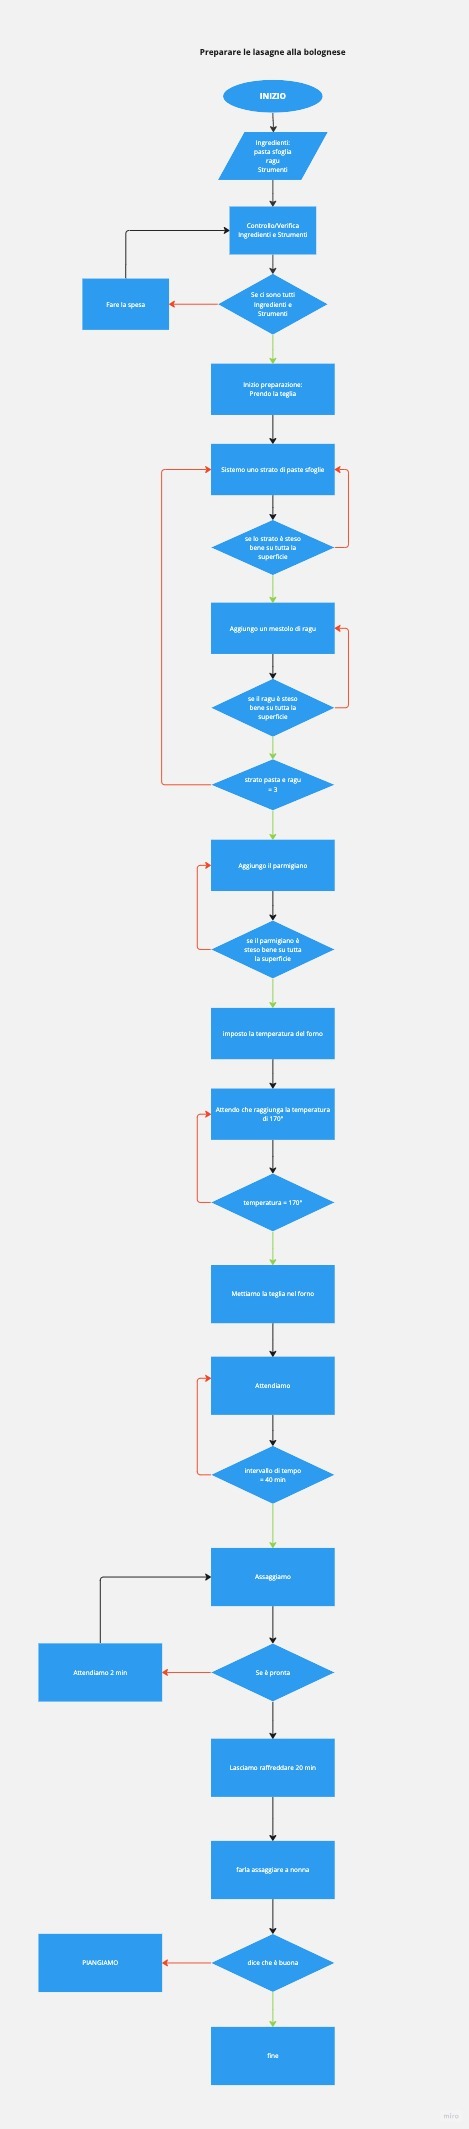 Preparare le lasagne alla bolognese
INIZIO
Ingredienti:
pasta sfoglia
ragu
Strumenti
Controllo/Verifica
Ingredienti e Strumenti
Se ci sono tutti
Ingredienti e
Strumenti
Fare la spesa
Inizio preparazione:
Prendo la teglia
Sistemo uno strato di paste sfoglie
se lo strato è steso
bene su tutta la
superficie
Aggiungo un mestolo di ragu
se il ragu è steso
bene su tutta la
superficie
strato pasta e ragu
= 3
Aggiungo il parmigiano
se il parmigiano è
steso bene su tutta
la superficie
imposto la temperatura del forno
Attendo che raggiunga la temperatura
di 170°
temperatura = 170°
Mettiamo la teglia nel forno
Attendiamo
intervallo di tempo
= 40 min
Assaggiamo
Attendiamo 2 min
Se è pronta
Lasciamo raffreddare 20 min
farla assaggiare a nonna
PIANGIAMO
dice che è buona
fine
miro